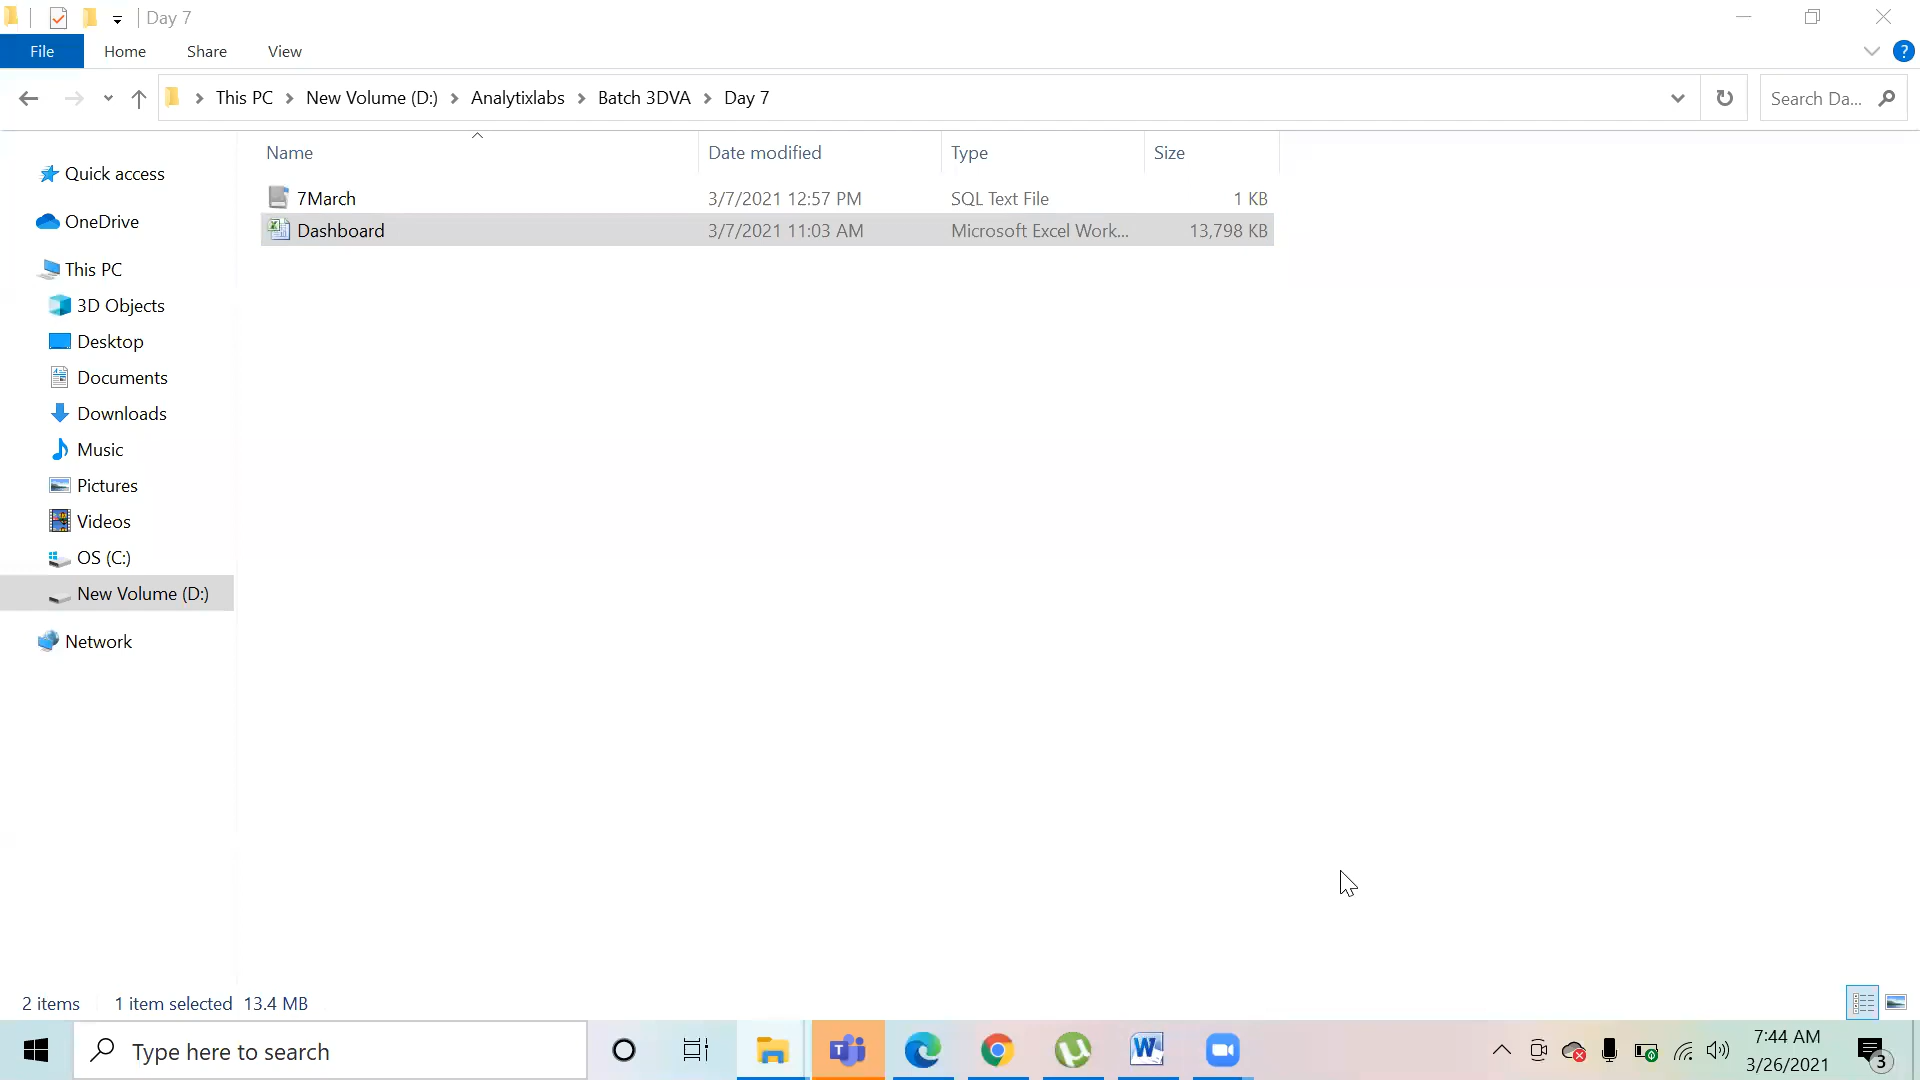 Day 7
File Home Share View
This PC New Volume (D:) Analytixlabs Batch 3DVA Day 7 Search Da...
Name Date modified Type Size
7March 3/7/2021 12:57 PM SQL Text File 1 KB
Dashboard 3/7/2021 11:03 AM Microsoft Excel Work... 13,798 KB
Quick access
OneDrive
This PC
3D Objects
Desktop
Documents
Downloads
Music
Pictures
Videos
OS (C:)
New Volume (D:)
Network
2 items 1 item selected 13.4 MB
Type here to search
7:44 AM
3/26/2021
3